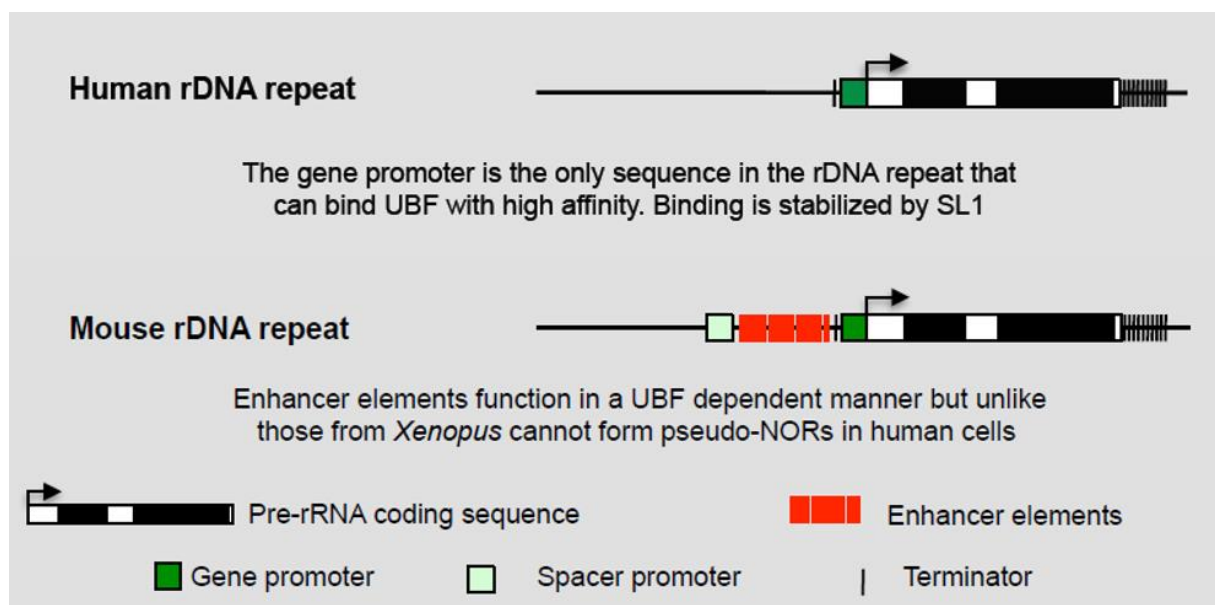 Human rDNA repeat
The gene promoter is the only sequence in the rDNA repeat that
can bind UBF with high affinity. Binding is stabilized by SL1
Mouse rDNA repeat
Enhancer elements function in a UBF dependent manner but unlike
those from Xenopus cannot form pseudo-NORs in human cells
Pre-rRNA coding sequence
Enhancer elements
Gene promoter
Spacer promoter
Terminator